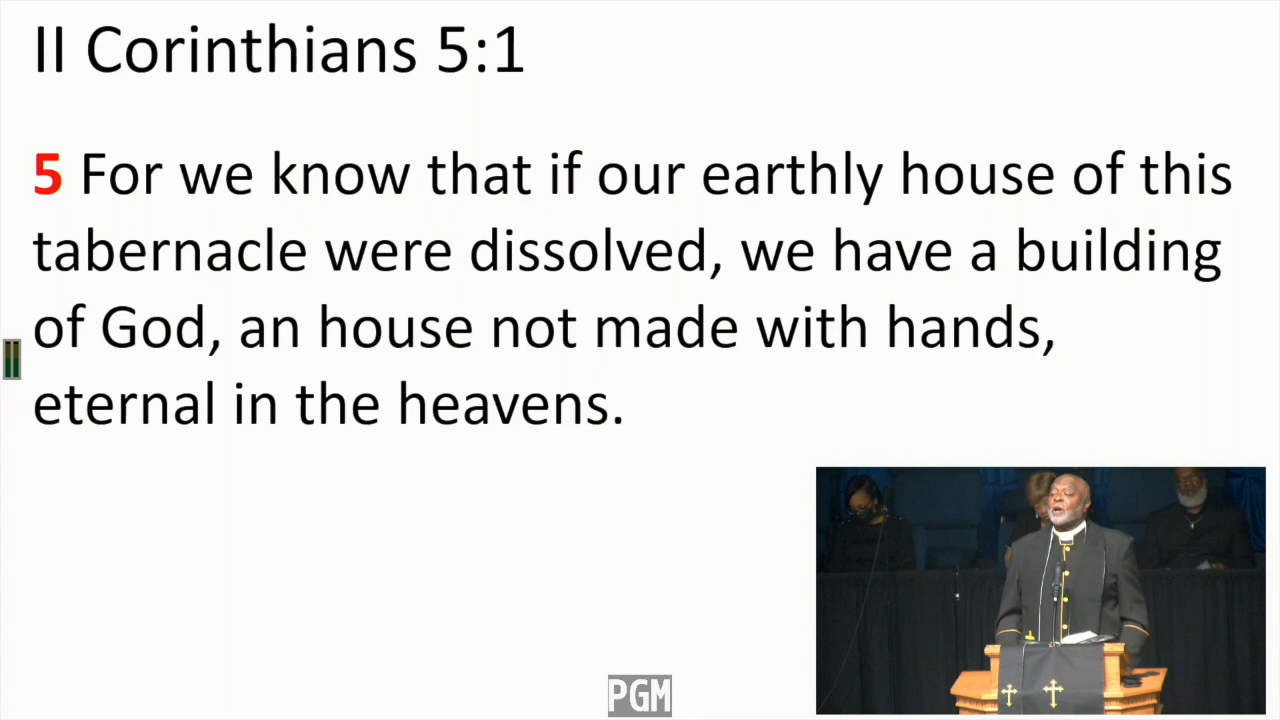 II Corinthians 5:1
5 For we know that if our earthly house of this
tabernacle were dissolved, we have a building
of God, an house not made with hands,
eternal in the heavens.
PGM